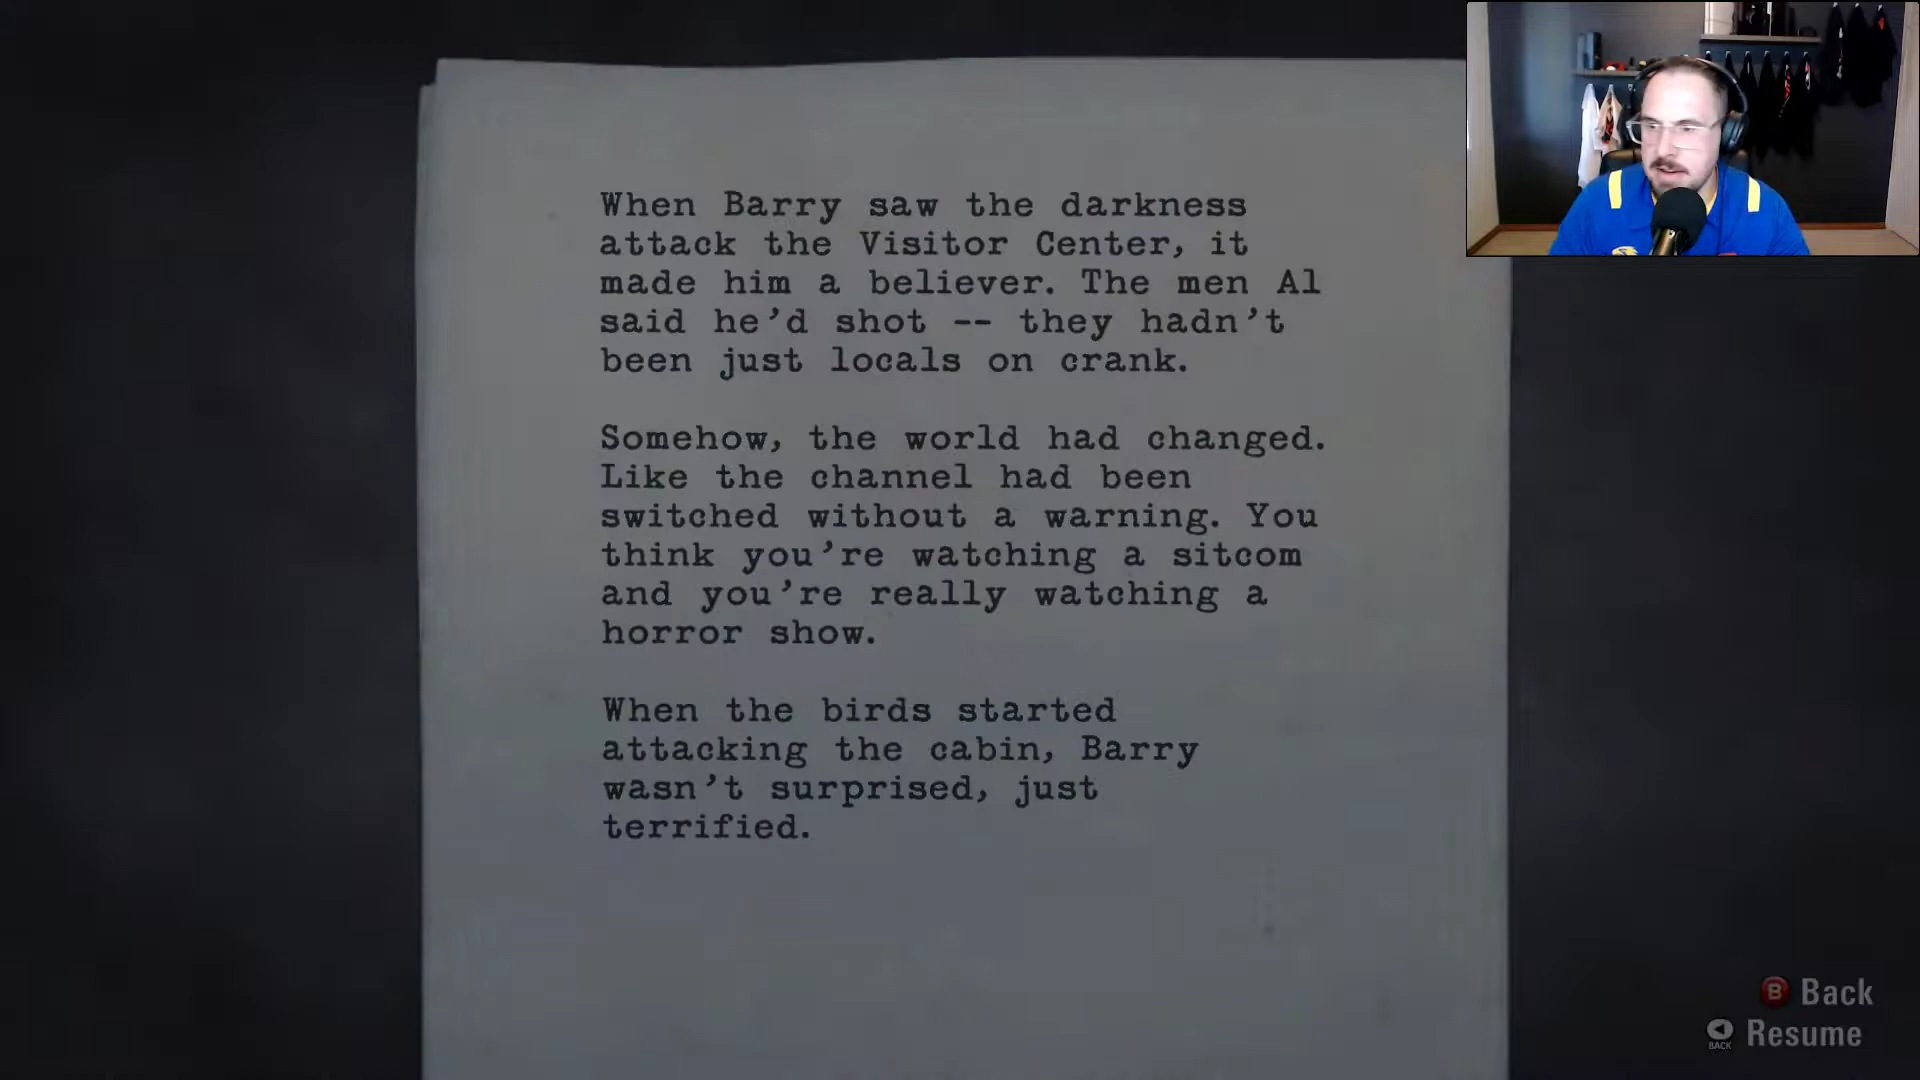 When Barry saw the darkness
attack the Visitor Center, it
made him a believer. The men Al
said he'd shot -- they hadn't
been just locals on crank.
Somehow, the world had changed.
Like the channel had been
switched without a warning. You
think you're watching a sitcom
and you're really watching a
horror show.
When the birds started
attacking the cabin, Barry
wasn't surprised, just
terrified.
B Back
BACK Resume